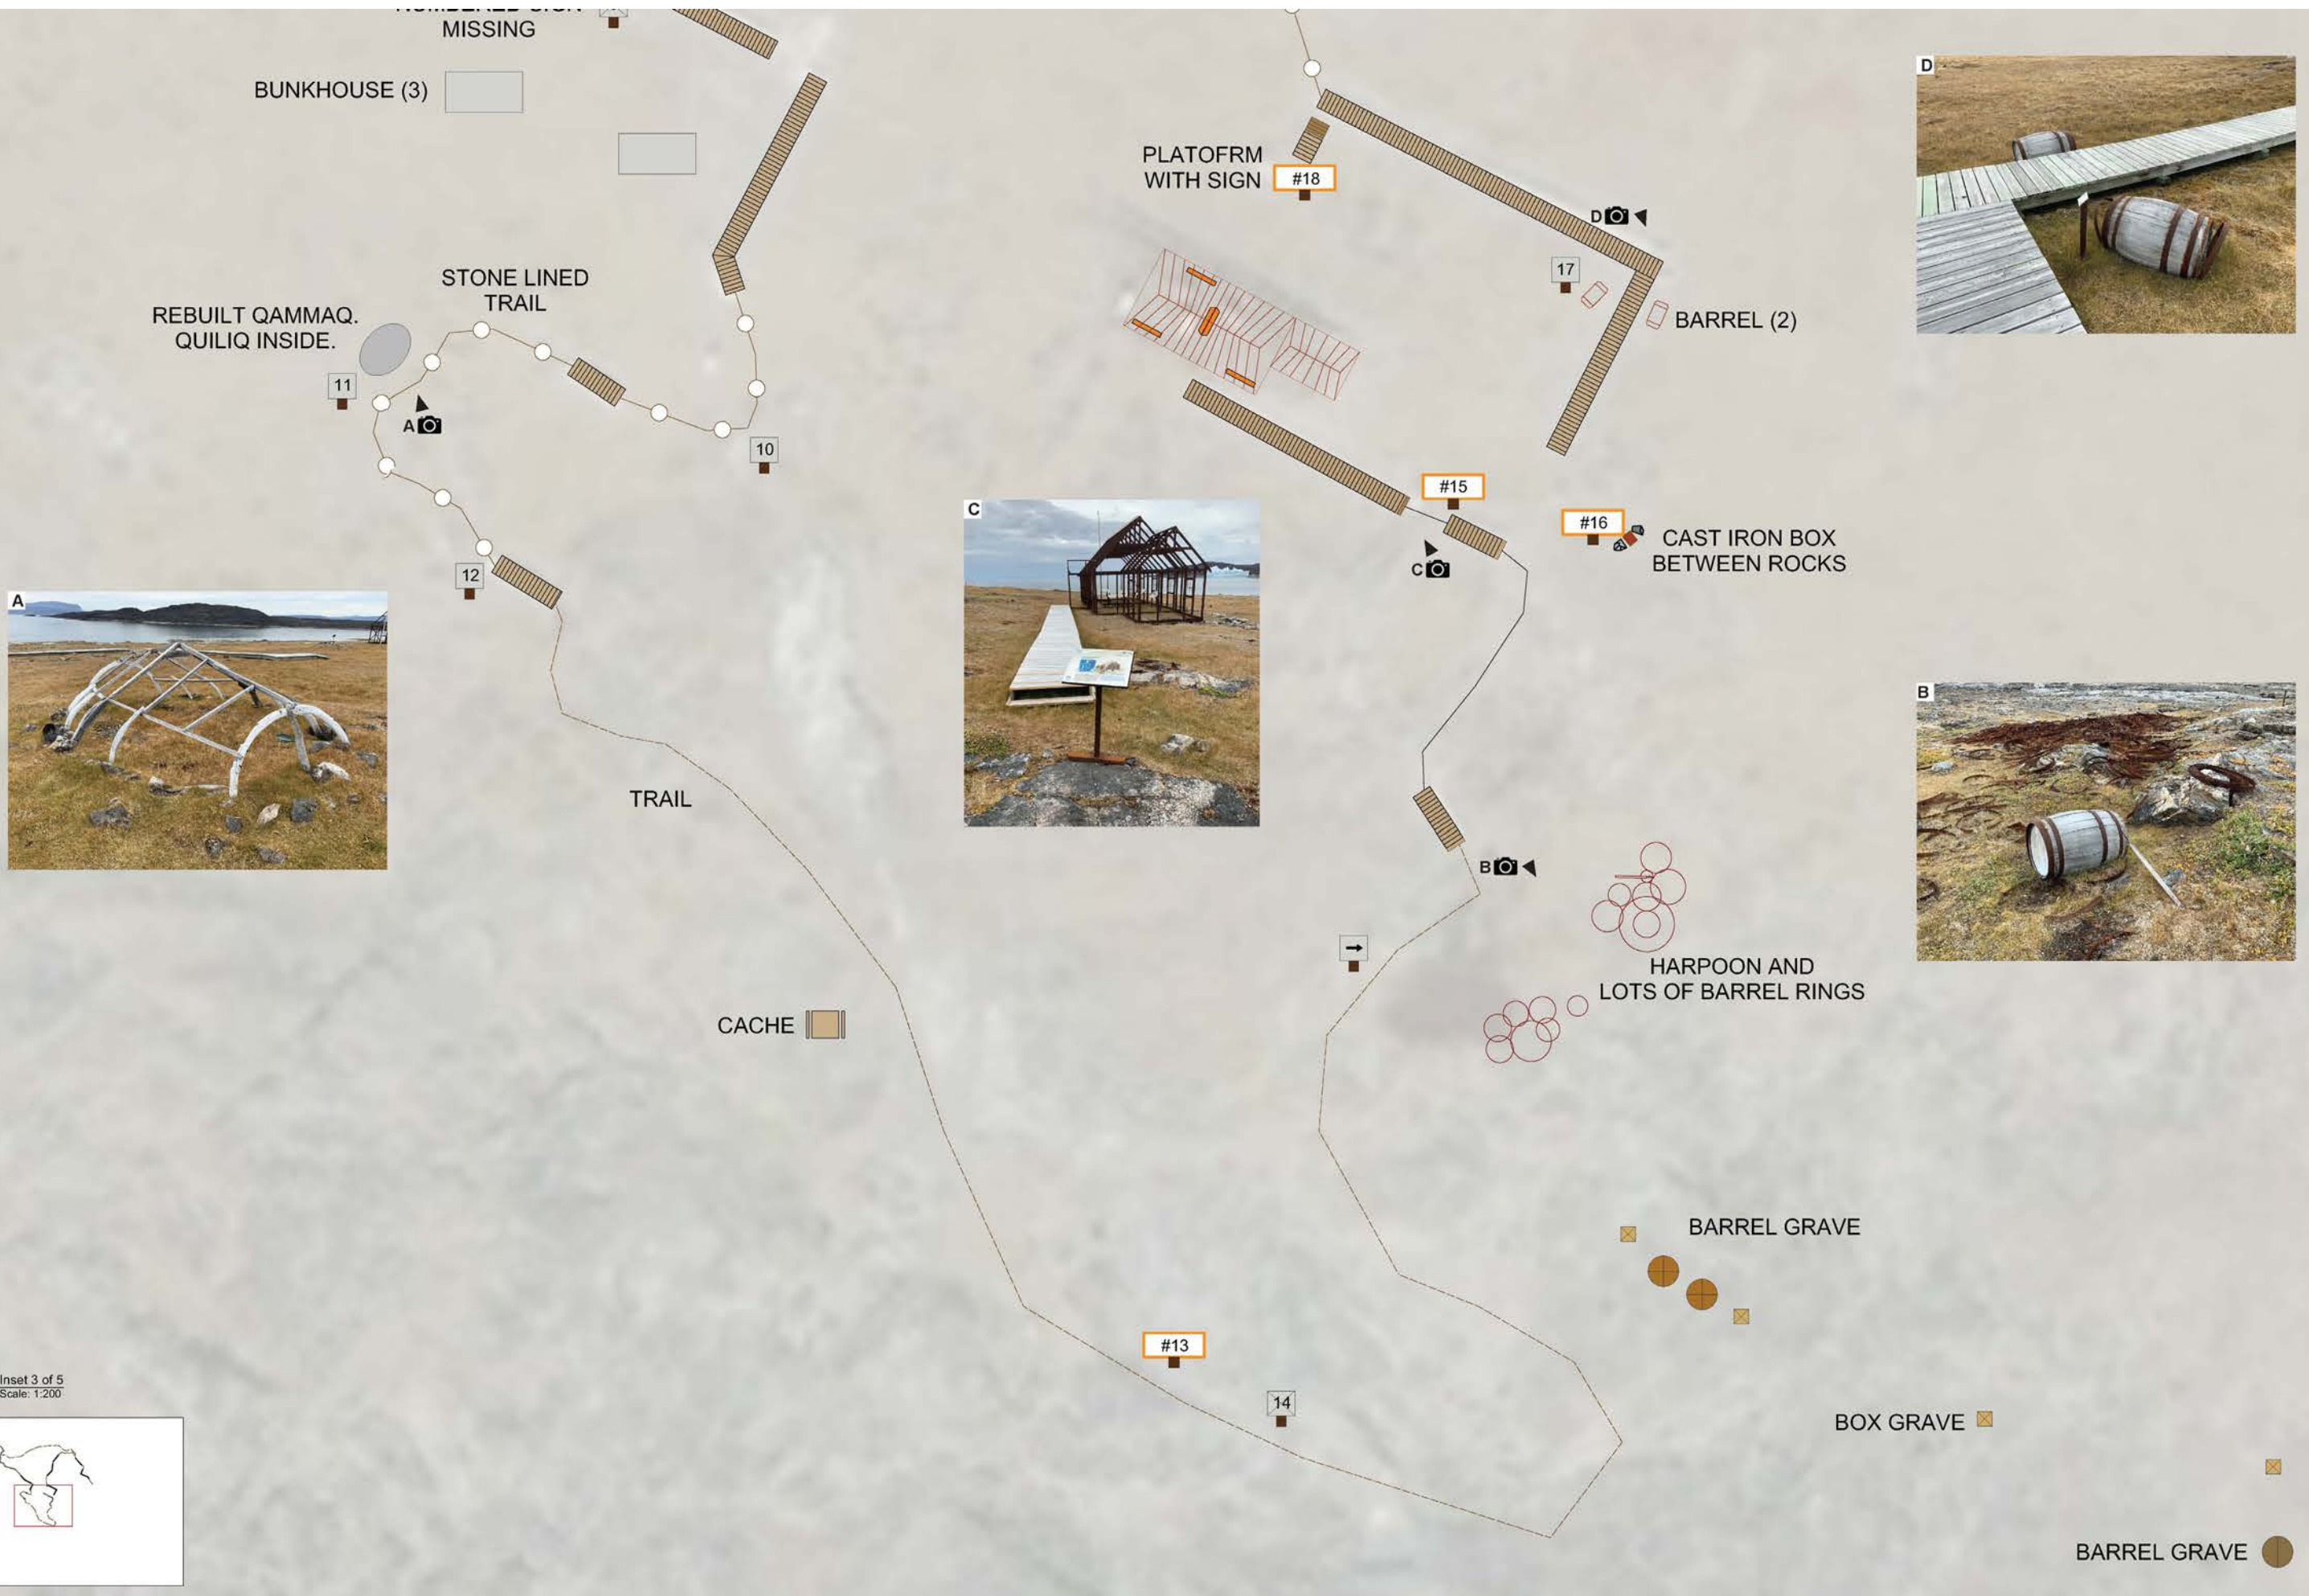 NUMBERED SIGN
MISSING
BUNKHOUSE (3)
STONE LINED
TRAIL
REBUILT QAMMAQ.
QUILIQ INSIDE.
11
A
10
12
A
TRAIL
CACHE
PLATOFRM
WITH SIGN
#18
D
17
BARREL (2)
D
#15
#16
CAST IRON BOX
BETWEEN ROCKS
C
C
B
B
HARPOON AND
LOTS OF BARREL RINGS
BARREL GRAVE
#13
14
BOX GRAVE
BARREL GRAVE
Inset 3 of 5
Scale: 1:200